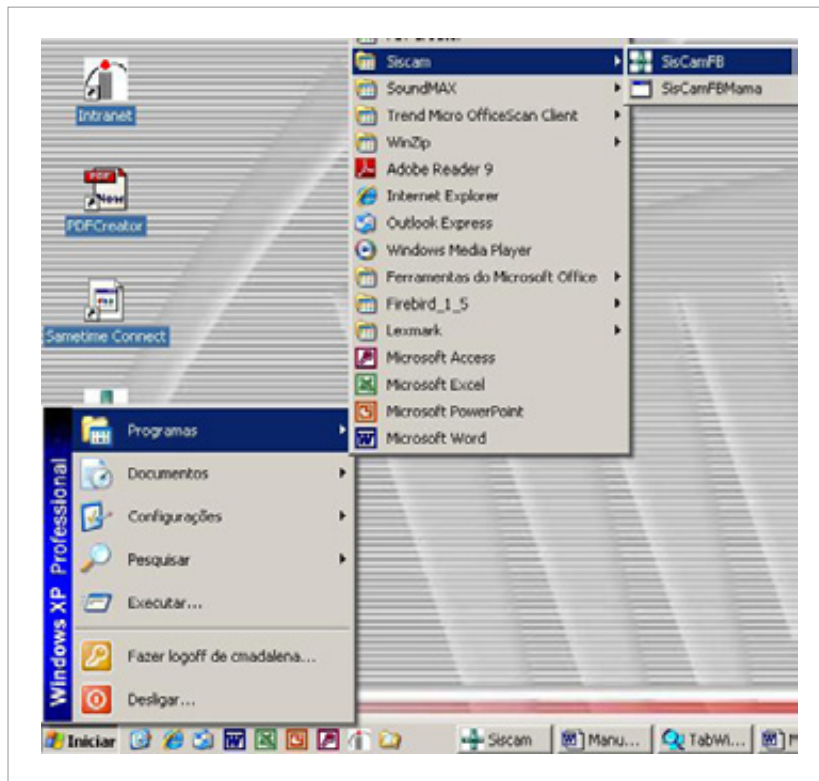 Intranet
PDFCreator
Sametime Connect
Siscam
SoundMAX
Trend Micro OfficeScan Client
WinZip
Adobe Reader 9
Internet Explorer
Outlook Express
Windows Media Player
Ferramentas do Microsoft Office
Firebird_1_5
Lexmark
Microsoft Access
Microsoft Excel
Microsoft PowerPoint
Microsoft Word
SisCamFB
SisCamFBMama
Windows XP Professional
Programas
Documentos
Configurações
Pesquisar
Executar...
Fazer logoff de cmadalena...
Desligar...
Iniciar
Siscam
Manu...
TabWi...